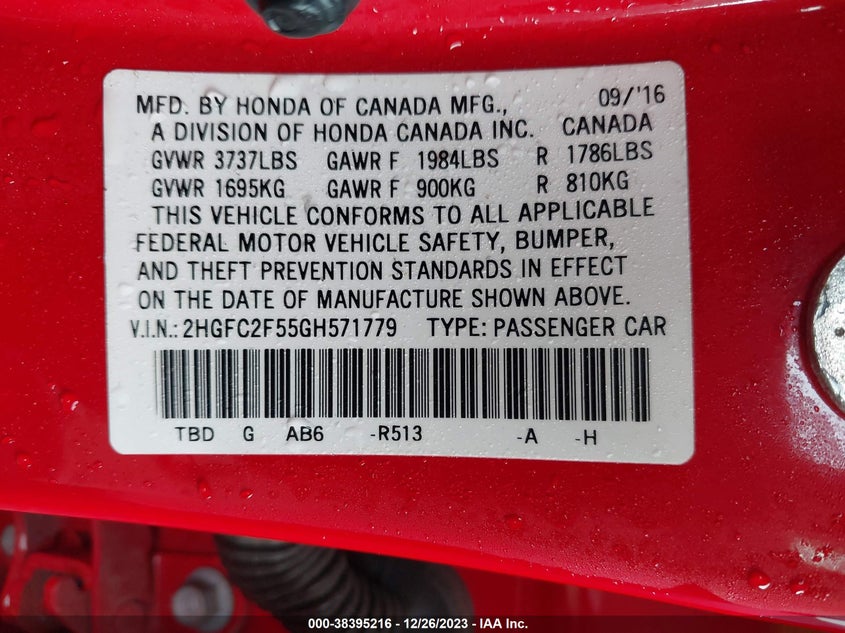 MFD. BY HONDA OF CANADA MFG., 09/'16
A DIVISION OF HONDA CANADA INC. CANADA
GVWR 3737LBS GAWR F 1984LBS R 1786LBS
GVWR 1695KG GAWR F 900KG R 810KG
THIS VEHICLE CONFORMS TO ALL APPLICABLE
FEDERAL MOTOR VEHICLE SAFETY, BUMPER,
AND THEFT PREVENTION STANDARDS IN EFFECT
ON THE DATE OF MANUFACTURE SHOWN ABOVE.
V.I.N.: 2HGFC2F55GH571779 TYPE: PASSENGER CAR
TBD G AB6 -R513 -A -H
000-38395216 - 12/26/2023 - IAA Inc.